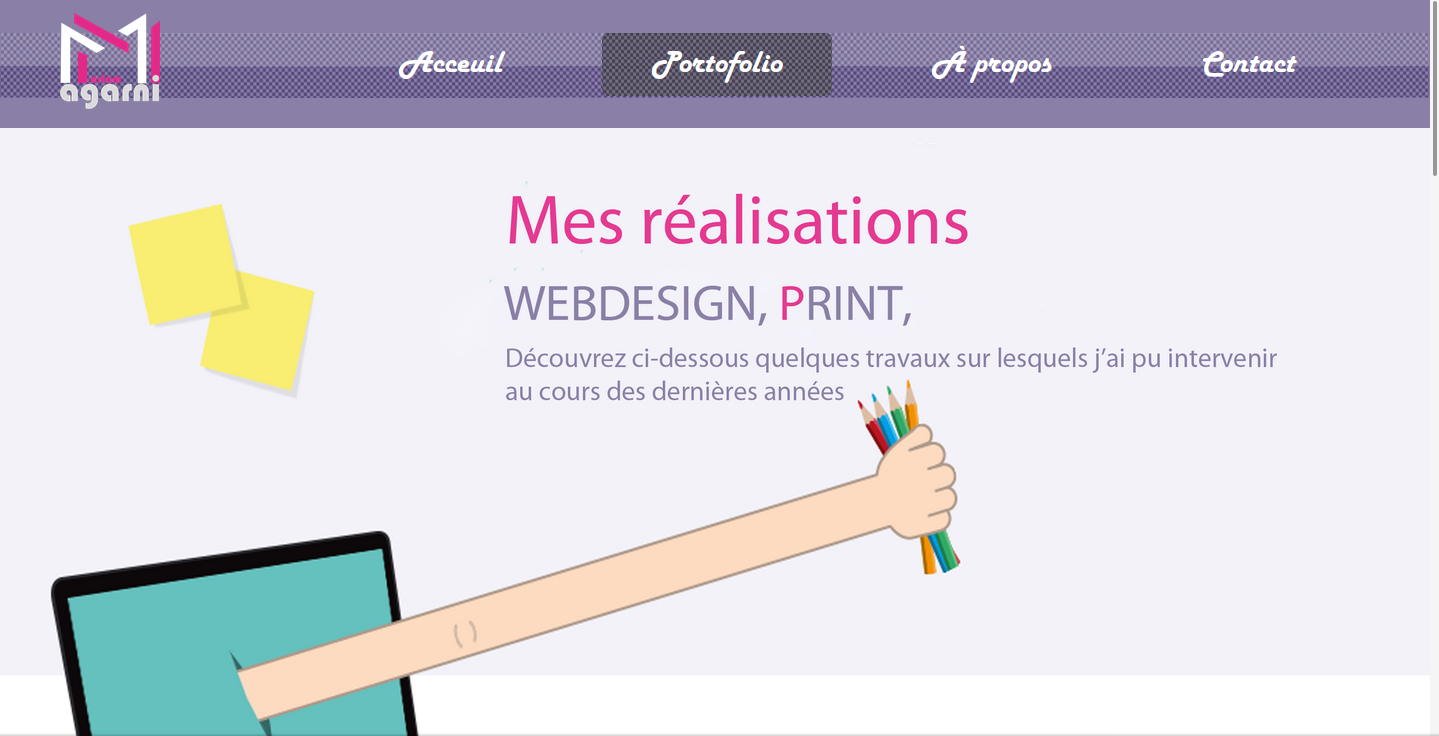 agarni
Acceuil
Portofolio
À propos
Contact
Mes réalisations
WEBDESIGN, PRINT,
Découvrez ci-dessous quelques travaux sur lesquels j’ai pu intervenir
au cours des dernières années